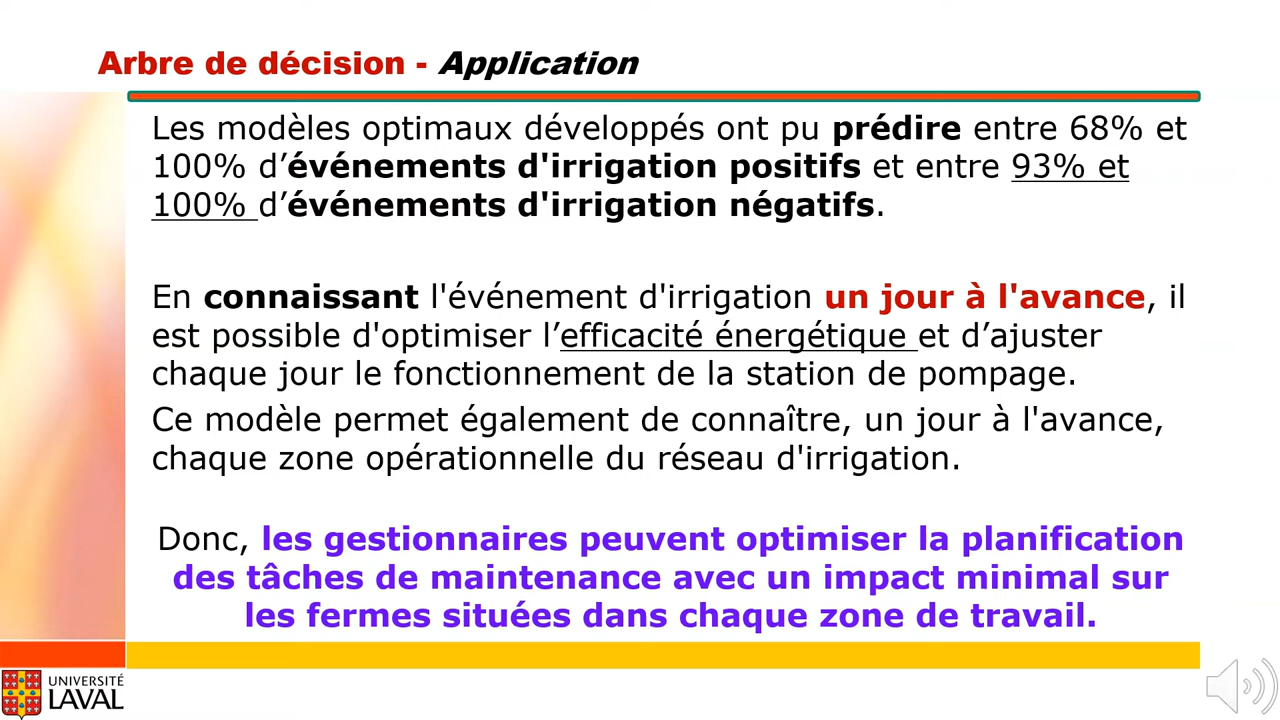 Arbre de décision - Application
Les modèles optimaux développés ont pu prédire entre 68% et
100% d’événements d'irrigation positifs et entre 93% et
100% d’événements d'irrigation négatifs.
En connaissant l'événement d'irrigation un jour à l'avance, il
est possible d'optimiser l’efficacité énergétique et d’ajuster
chaque jour le fonctionnement de la station de pompage.
Ce modèle permet également de connaître, un jour à l'avance,
chaque zone opérationnelle du réseau d'irrigation.
Donc, les gestionnaires peuvent optimiser la planification
des tâches de maintenance avec un impact minimal sur
les fermes situées dans chaque zone de travail.
UNIVERSITÉ
LAVAL